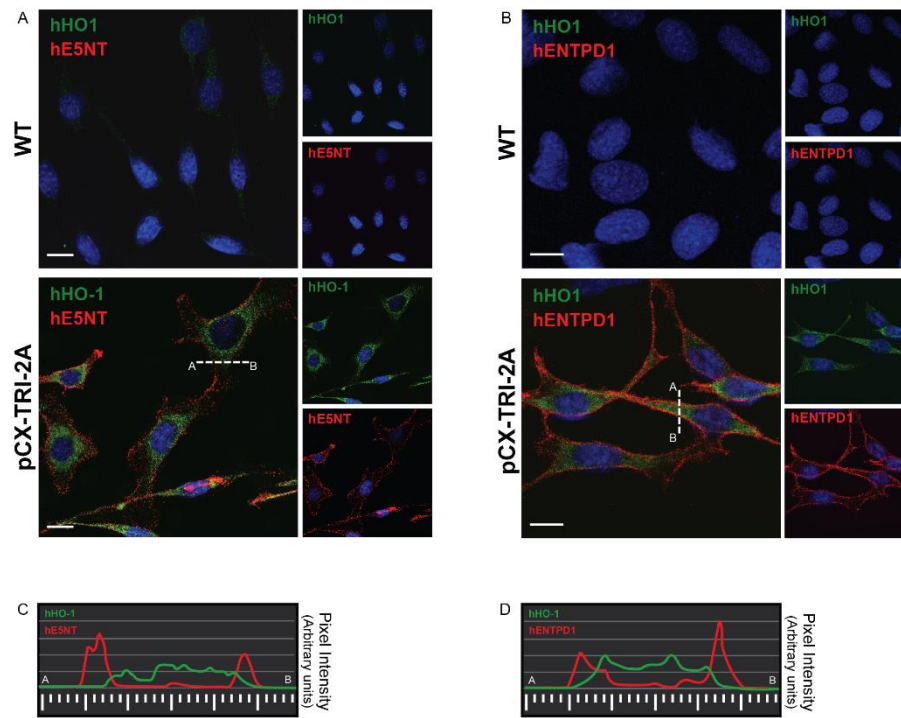 A
hHO1
hE5NT
WT
hHO1
hE5NT
hHO-1
hE5NT
pCX-TRI-2A
A
B
hHO-1
hE5NT
B
hHO1
hENTPD1
WT
hHO1
hENTPD1
hHO1
hENTPD1
pCX-TRI-2A
A
B
hHO1
hENTPD1
C
hHO-1
hE5NT
A
B
Pixel Intensity
(Arbitrary units)
D
hHO-1
hENTPD1
A
B
Pixel Intensity
(Arbitrary units)